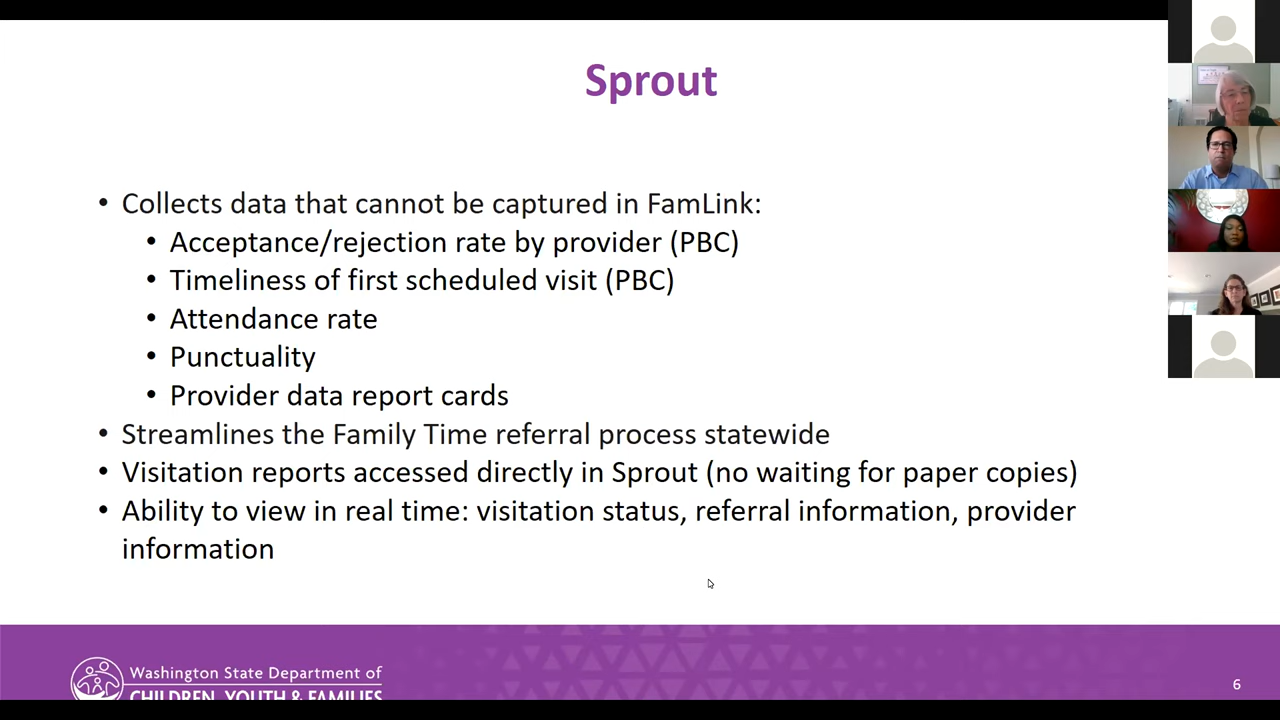 Sprout
• Collects data that cannot be captured in FamLink:
• Acceptance/rejection rate by provider (PBC)
• Timeliness of first scheduled visit (PBC)
• Attendance rate
• Punctuality
• Provider data report cards
• Streamlines the Family Time referral process statewide
• Visitation reports accessed directly in Sprout (no waiting for paper copies)
• Ability to view in real time: visitation status, referral information, provider
information
Washington State Department of
CHILDREN, YOUTH & FAMILIES
6